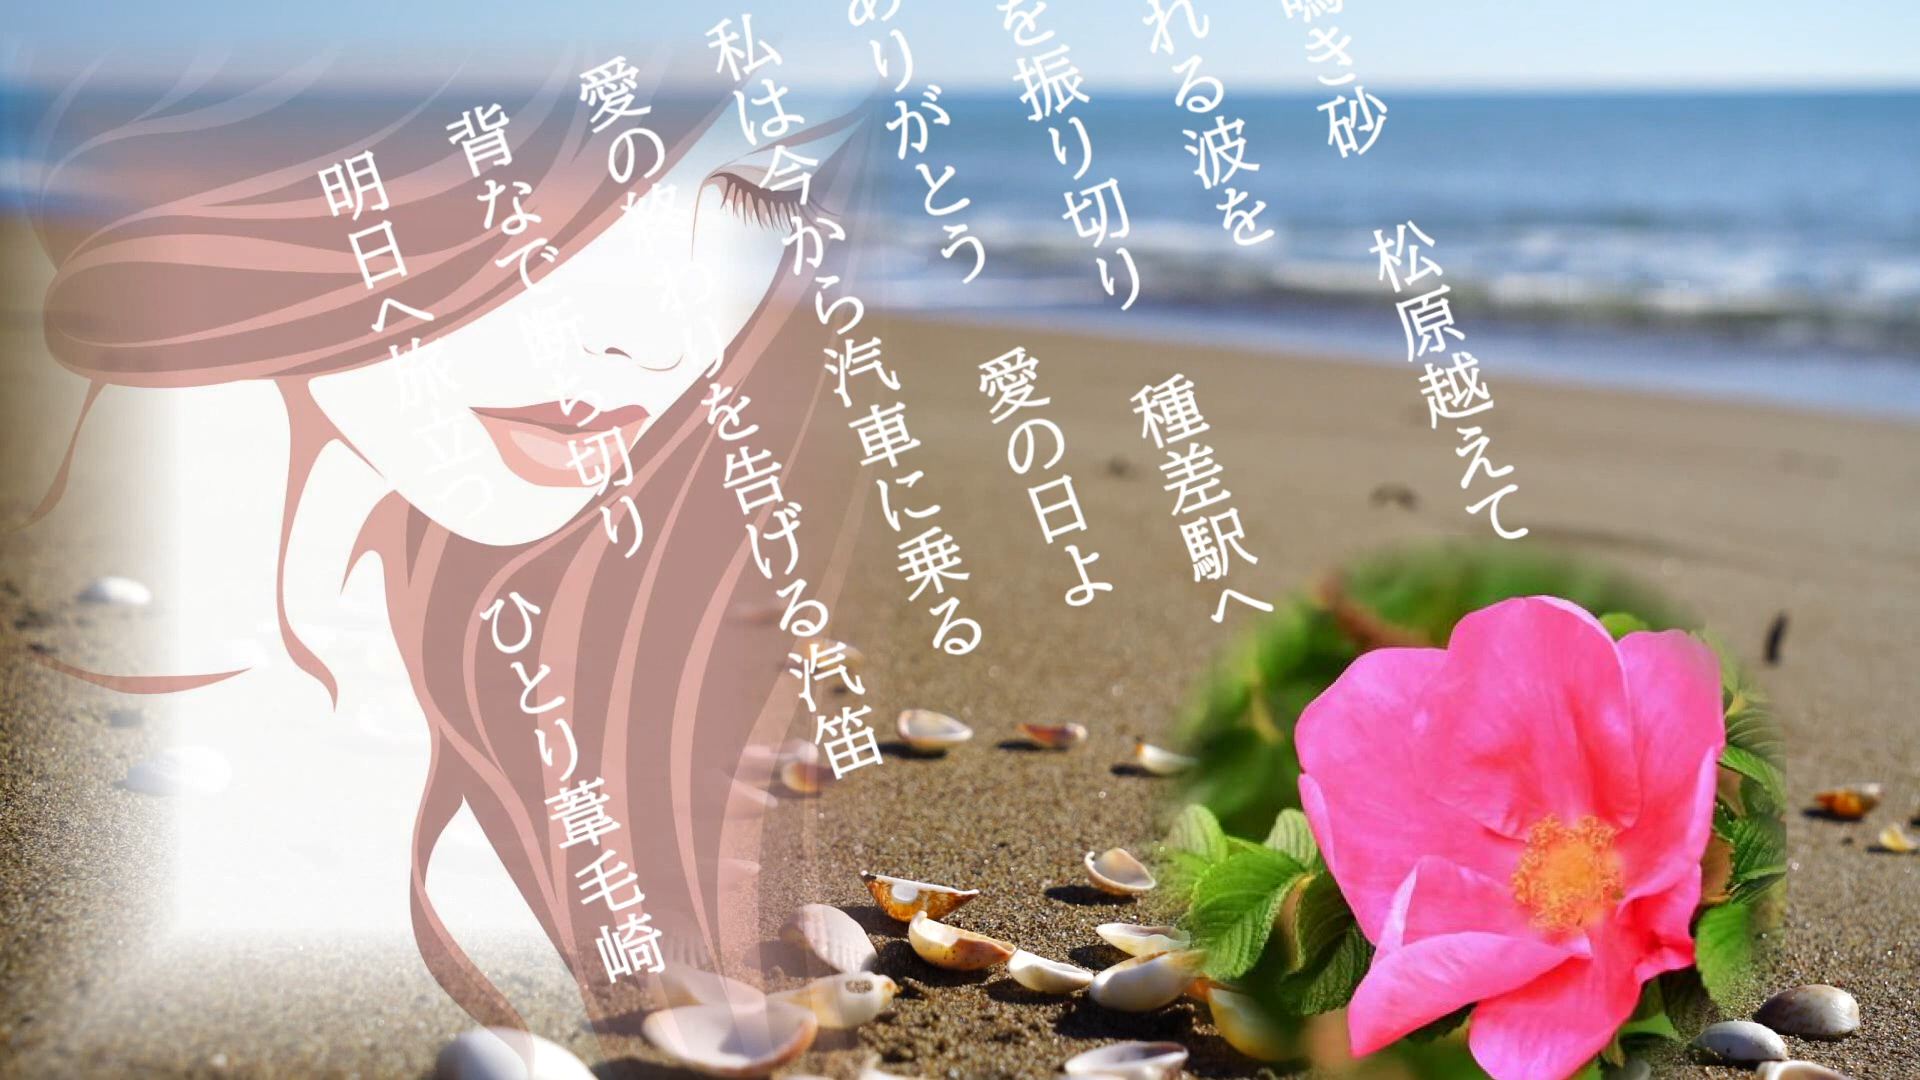 き砂 松原越えて
れる波を
を振り切り 種差駅へ
ありがとう 愛の日よ
私は今から汽車に乗る
愛の終わりを告げる汽笛
背なで断ち切り ひとり葦毛崎
明日へ旅立つ